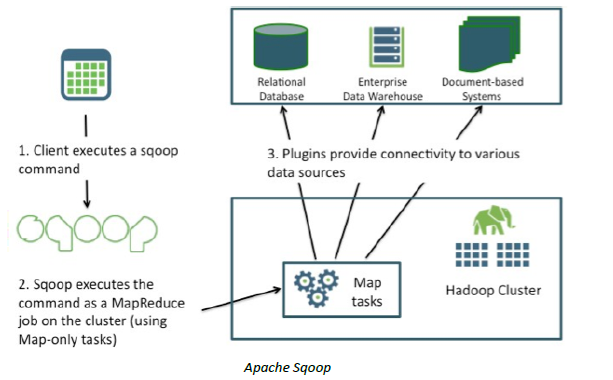 Relational
Database
Enterprise
Data Warehouse
Document-based
Systems
1. Client executes a sqoop
command
3. Plugins provide connectivity to various
data sources
sqoop
2. Sqoop executes the
command as a MapReduce
job on the cluster (using
Map-only tasks)
Map
tasks
Hadoop Cluster
Apache Sqoop